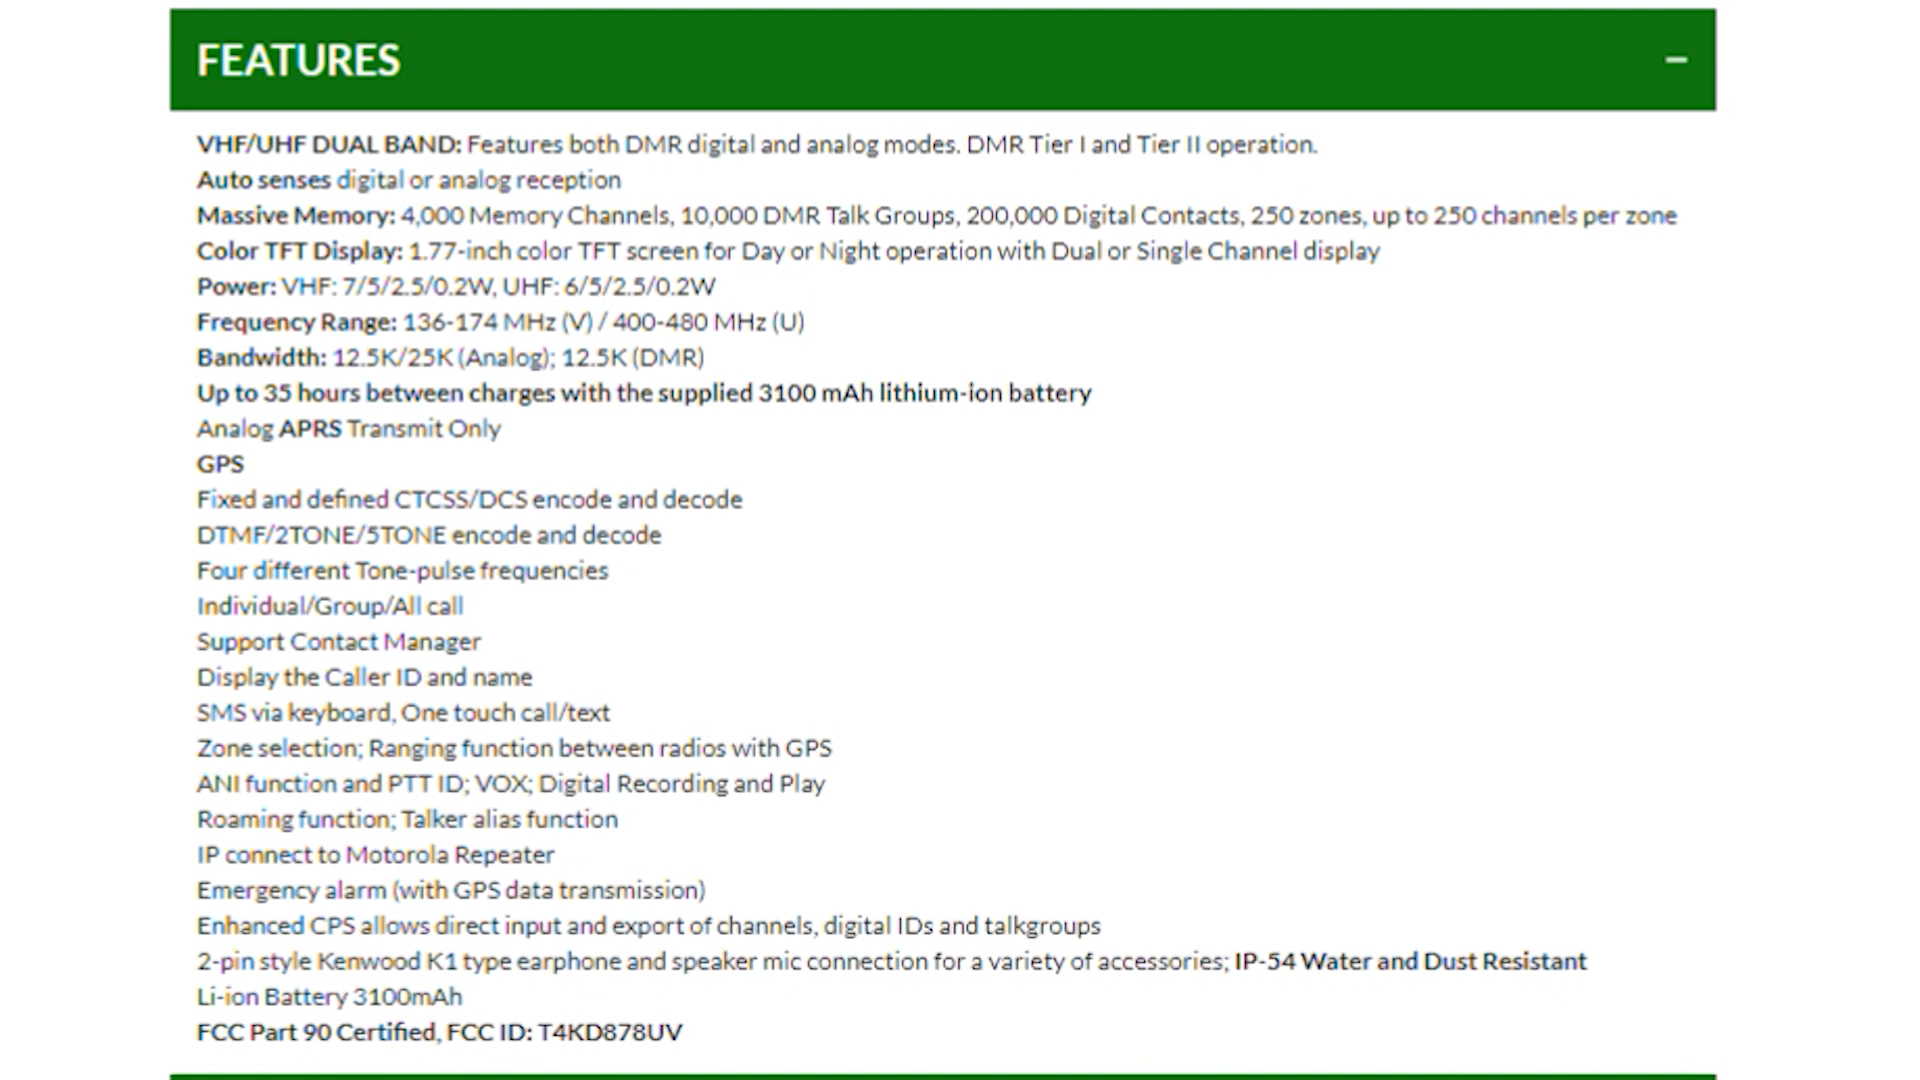 FEATURES
VHF/UHF DUAL BAND: Features both DMR digital and analog modes. DMR Tier I and Tier II operation.
Auto senses digital or analog reception
Massive Memory: 4,000 Memory Channels, 10,000 DMR Talk Groups, 200,000 Digital Contacts, 250 zones, up to 250 channels per zone
Color TFT Display: 1.77-inch color TFT screen for Day or Night operation with Dual or Single Channel display
Power: VHF: 7/5/2.5/0.2W, UHF: 6/5/2.5/0.2W
Frequency Range: 136-174 MHz (V) / 400-480 MHz (U)
Bandwidth: 12.5K/25K (Analog); 12.5K (DMR)
Up to 35 hours between charges with the supplied 3100 mAh lithium-ion battery
Analog APRS Transmit Only
GPS
Fixed and defined CTCSS/DCS encode and decode
DTMF/2TONE/5TONE encode and decode
Four different Tone-pulse frequencies
Individual/Group/All call
Support Contact Manager
Display the Caller ID and name
SMS via keyboard, One touch call/text
Zone selection; Ranging function between radios with GPS
ANI function and PTT ID; VOX; Digital Recording and Play
Roaming function; Talker alias function
IP connect to Motorola Repeater
Emergency alarm (with GPS data transmission)
Enhanced CPS allows direct input and export of channels, digital IDs and talkgroups
2-pin style Kenwood K1 type earphone and speaker mic connection for a variety of accessories; IP-54 Water and Dust Resistant
Li-ion Battery 3100mAh
FCC Part 90 Certified, FCC ID: T4KD878UV